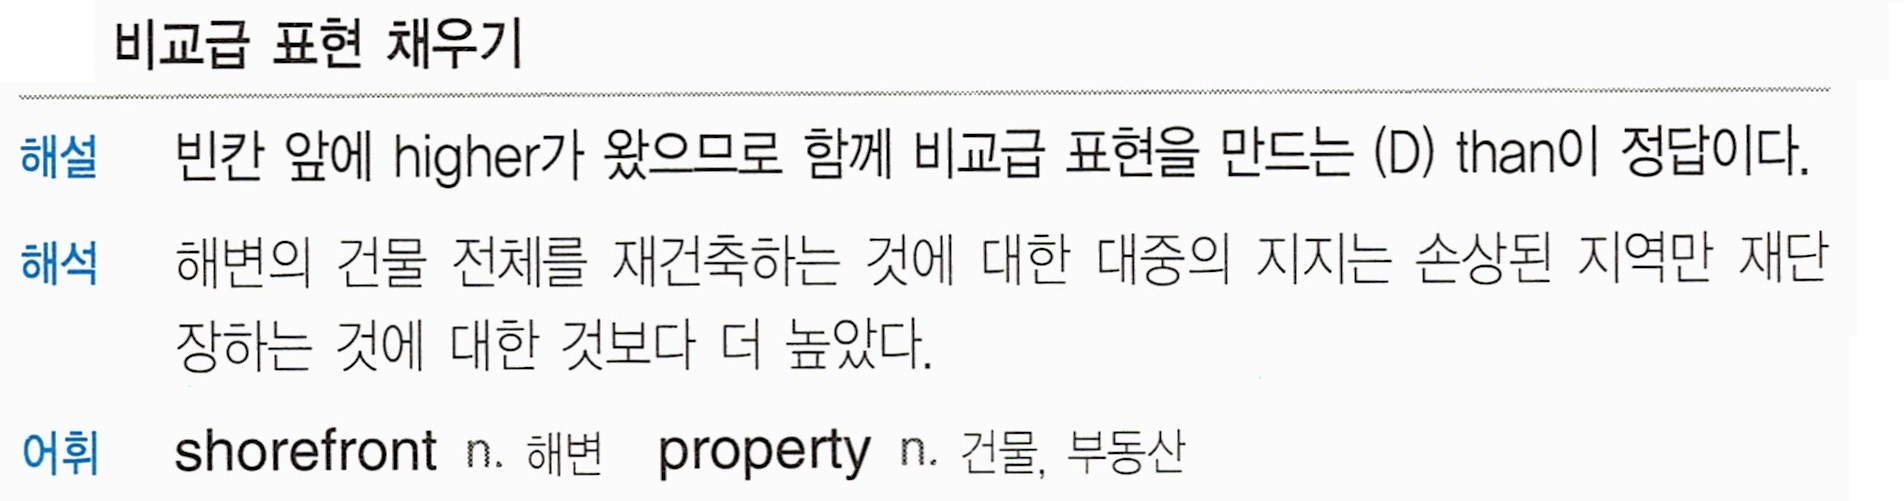 비교급 표현 채우기
해설 빈칸 앞에 higher가 왔으므로 함께 비교급 표현을 만드는 (D) than이 정답이다.
해석 해변의 건물 전체를 재건축하는 것에 대한 대중의 지지는 손상된 지역만 재단
장하는 것에 대한 것보다 더 높았다.
어휘 shorefront n. 해변 property n. 건물, 부동산